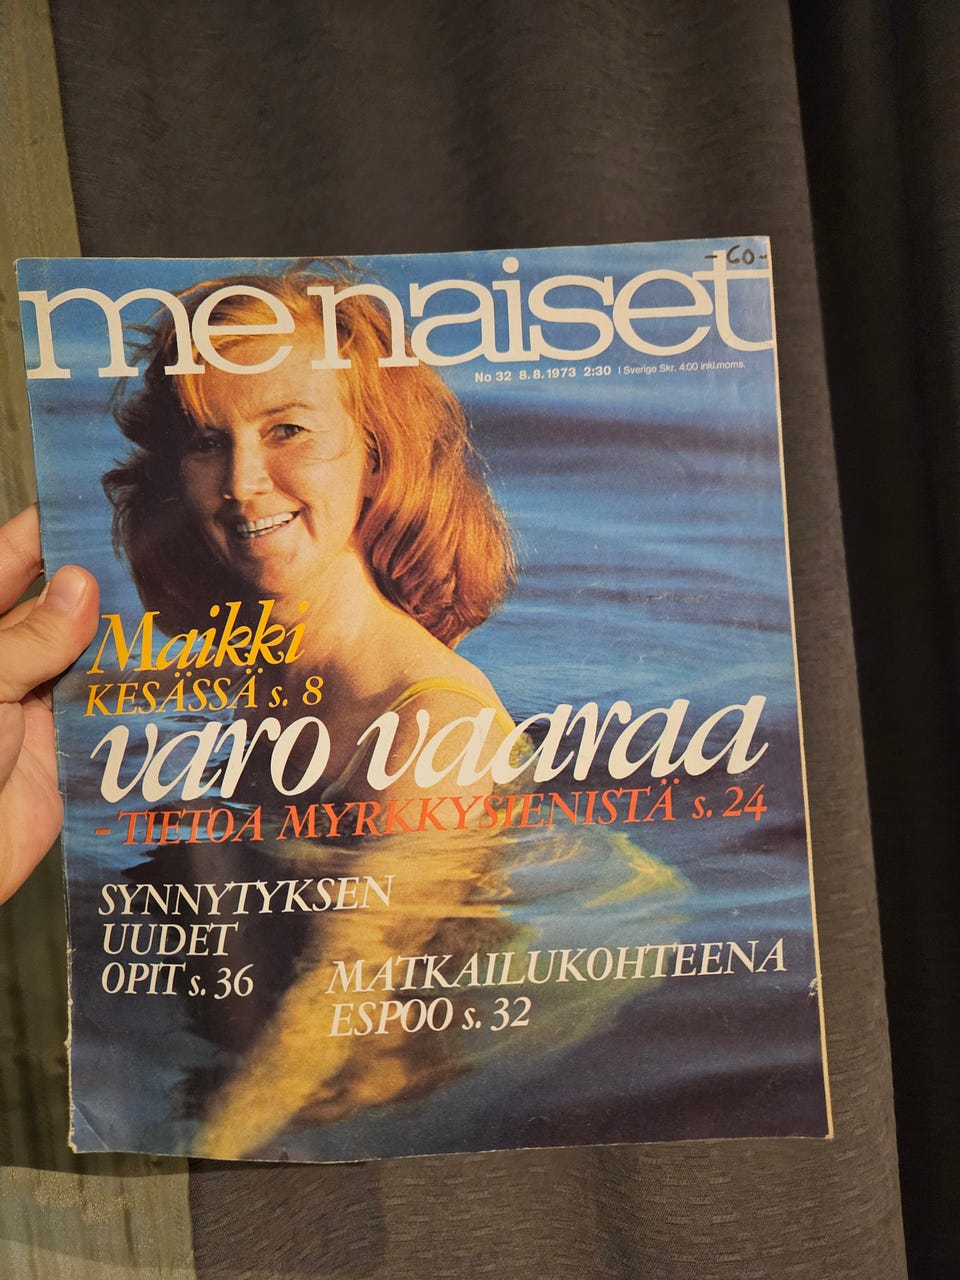 - 60 -
me naiset
No 32 8.8.1973 2:30 I Sverige Skr. 4:00 inkl.moms.
Maikki
KESÄSSÄ s. 8
varo vaaraa
- TIETOA MYRKKYSIENISTÄ s. 24
SYNNYTYKSEN
UUDET
OPIT s. 36
MATKAILUKOHTEENA
ESPOO s. 32